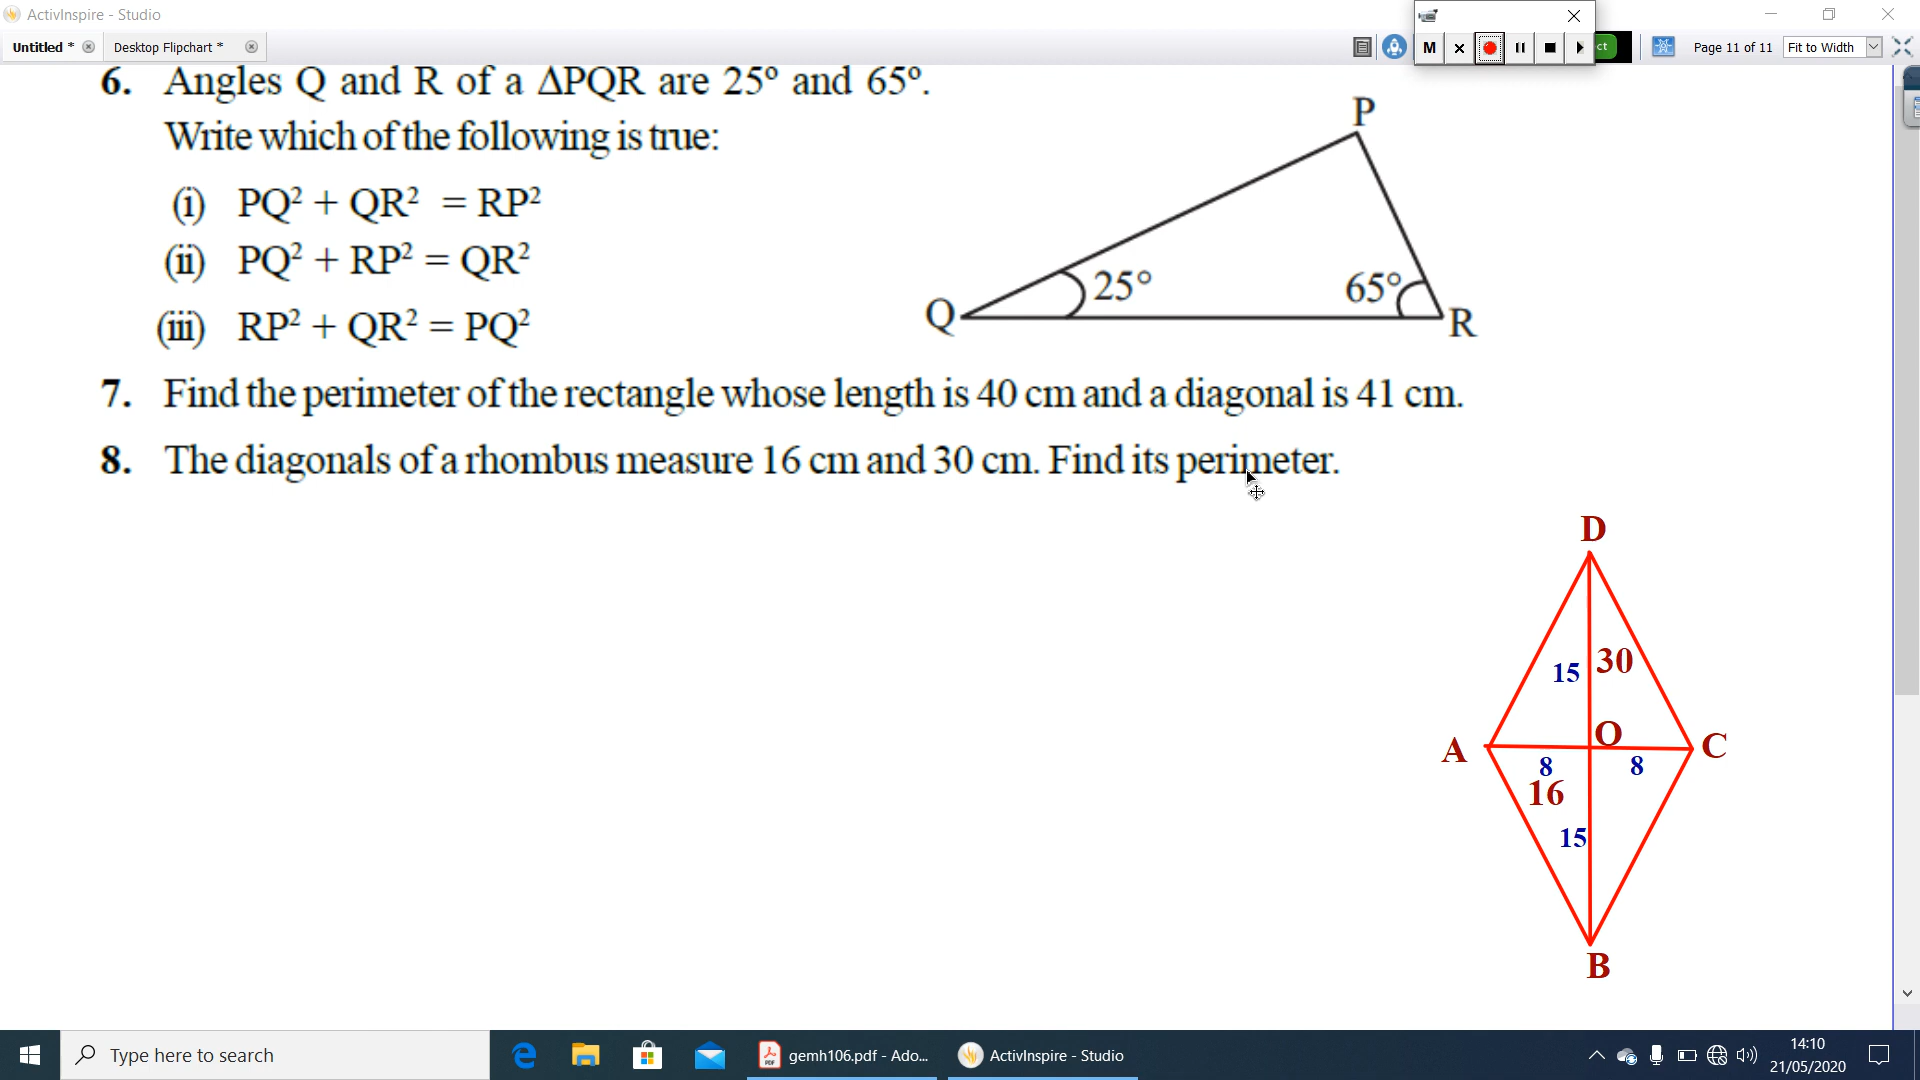 ActivInspire - Studio
Untitled *
Desktop Flipchart *
M
ct
Page 11 of 11
Fit to Width
6. Angles Q and R of a ΔPQR are 25º and 65º.
Write which of the following is true:
(i) PQ² + QR² = RP²
(ii) PQ² + RP² = QR²
(iii) RP² + QR² = PQ²
P
25°
65°
Q
R
7. Find the perimeter of the rectangle whose length is 40 cm and a diagonal is 41 cm.
8. The diagonals of a rhombus measure 16 cm and 30 cm. Find its perimeter.
D
15
30
A
O
C
8
8
16
15
B
Type here to search
gemh106.pdf - Ado...
ActivInspire - Studio
14:10
21/05/2020